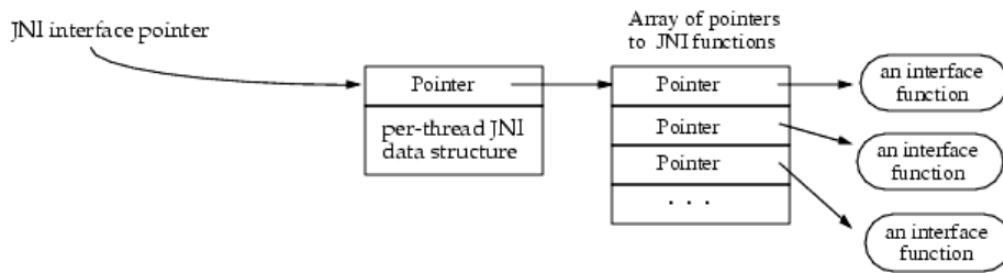 JNI interface pointer
Array of pointers
to JNI functions
Pointer
per-thread JNI
data structure
Pointer
Pointer
Pointer
. . .
an interface
function
an interface
function
an interface
function